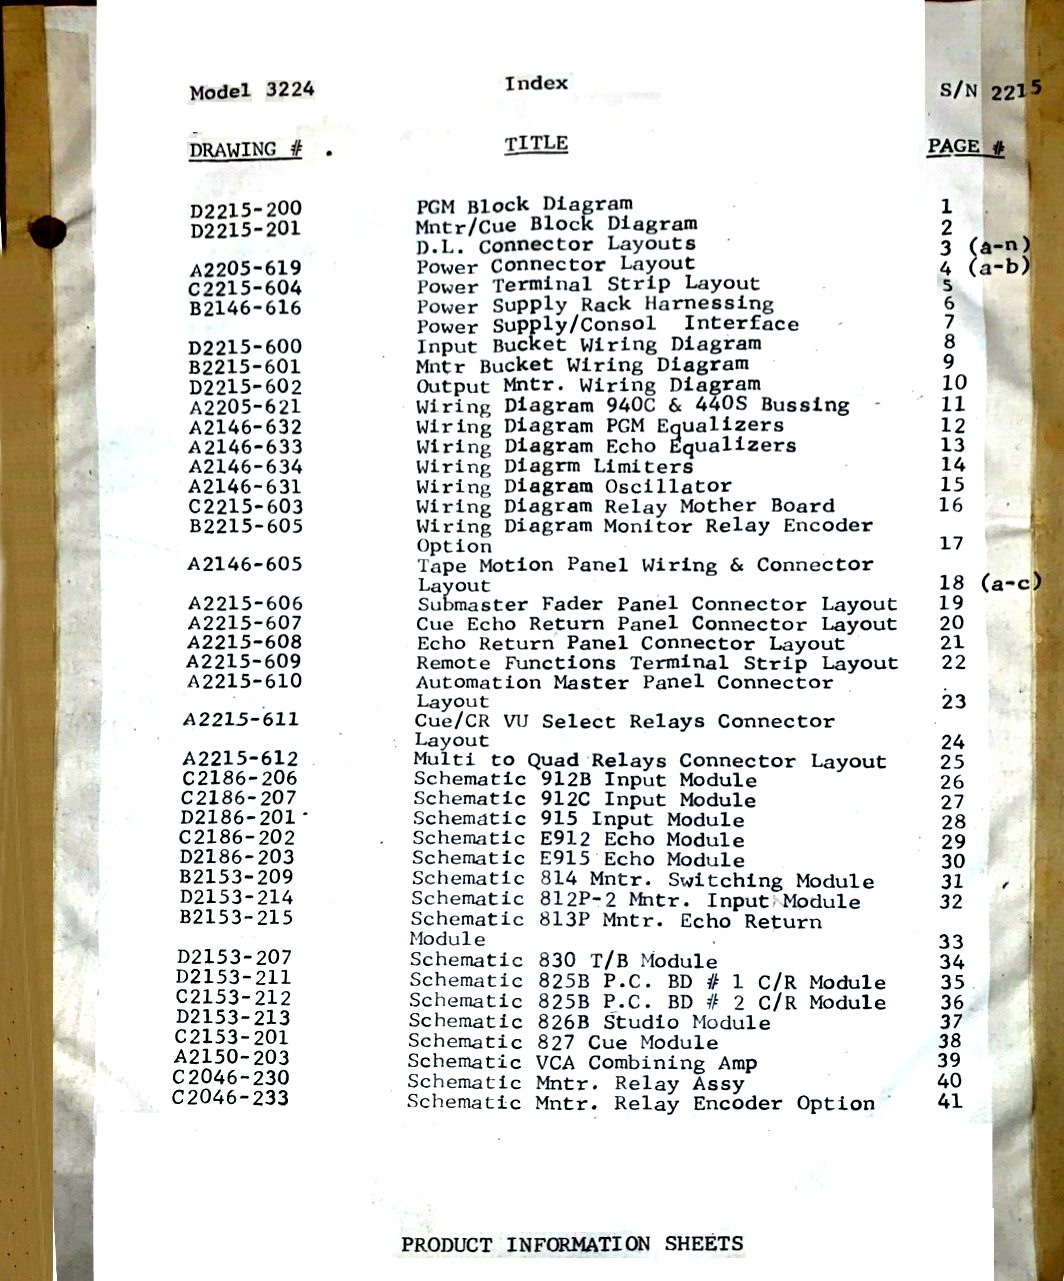 Model 3224 Index S/N 2215
DRAWING # . TITLE PAGE #
D2215-200 PGM Block Diagram 1
D2215-201 Mntr/Cue Block Diagram 2
D.L. Connector Layouts 3 (a-n)
A2205-619 Power Connector Layout 4 (a-b)
C2215-604 Power Terminal Strip Layout 5
B2146-616 Power Supply Rack Harnessing 6
Power Supply/Consol Interface 7
D2215-600 Input Bucket Wiring Diagram 8
B2215-601 Mntr Bucket Wiring Diagram 9
D2215-602 Output Mntr. Wiring Diagram 10
A2205-621 Wiring Diagram 940C & 440S Bussing 11
A2146-632 Wiring Diagram PGM Equalizers 12
A2146-633 Wiring Diagram Echo Equalizers 13
A2146-634 Wiring Diagrm Limiters 14
A2146-631 Wiring Diagram Oscillator 15
C2215-603 Wiring Diagram Relay Mother Board 16
B2215-605 Wiring Diagram Monitor Relay Encoder
Option 17
A2146-605 Tape Motion Panel Wiring & Connector
Layout 18 (a-c)
A2215-606 Submaster Fader Panel Connector Layout 19
A2215-607 Cue Echo Return Panel Connector Layout 20
A2215-608 Echo Return Panel Connector Layout 21
A2215-609 Remote Functions Terminal Strip Layout 22
A2215-610 Automation Master Panel Connector
Layout 23
A2215-611 Cue/CR VU Select Relays Connector
Layout 24
A2215-612 Multi to Quad Relays Connector Layout 25
C2186-206 Schematic 912B Input Module 26
C2186-207 Schematic 912C Input Module 27
D2186-201 Schematic 915 Input Module 28
C2186-202 Schematic E912 Echo Module 29
D2186-203 Schematic E915 Echo Module 30
B2153-209 Schematic 814 Mntr. Switching Module 31
D2153-214 Schematic 812P-2 Mntr. Input Module 32
B2153-215 Schematic 813P Mntr. Echo Return
Module 33
D2153-207 Schematic 830 T/B Module 34
D2153-211 Schematic 825B P.C. BD # 1 C/R Module 35
C2153-212 Schematic 825B P.C. BD # 2 C/R Module 36
D2153-213 Schematic 826B Studio Module 37
C2153-201 Schematic 827 Cue Module 38
A2150-203 Schematic VCA Combining Amp 39
C2046-230 Schematic Mntr. Relay Assy 40
C2046-233 Schematic Mntr. Relay Encoder Option 41
PRODUCT INFORMATION SHEETS